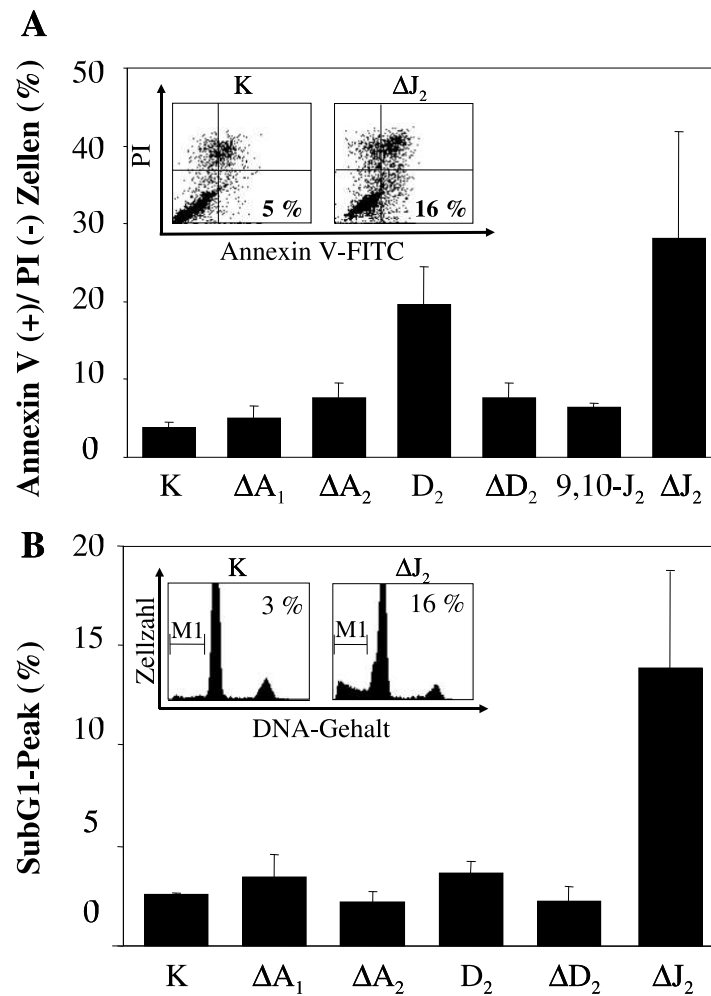 A
Annexin V (+)/ PI (-) Zellen (%)
50
40
30
20
10
0
K
ΔJ₂
PI
5 %
16 %
Annexin V-FITC
K
ΔA₁
ΔA₂
D₂
ΔD₂
9,10-J₂
ΔJ₂
B
SubG1-Peak (%)
20
15
10
5
0
K
ΔJ₂
Zellzahl
M1
3 %
M1
16 %
DNA-Gehalt
K
ΔA₁
ΔA₂
D₂
ΔD₂
ΔJ₂